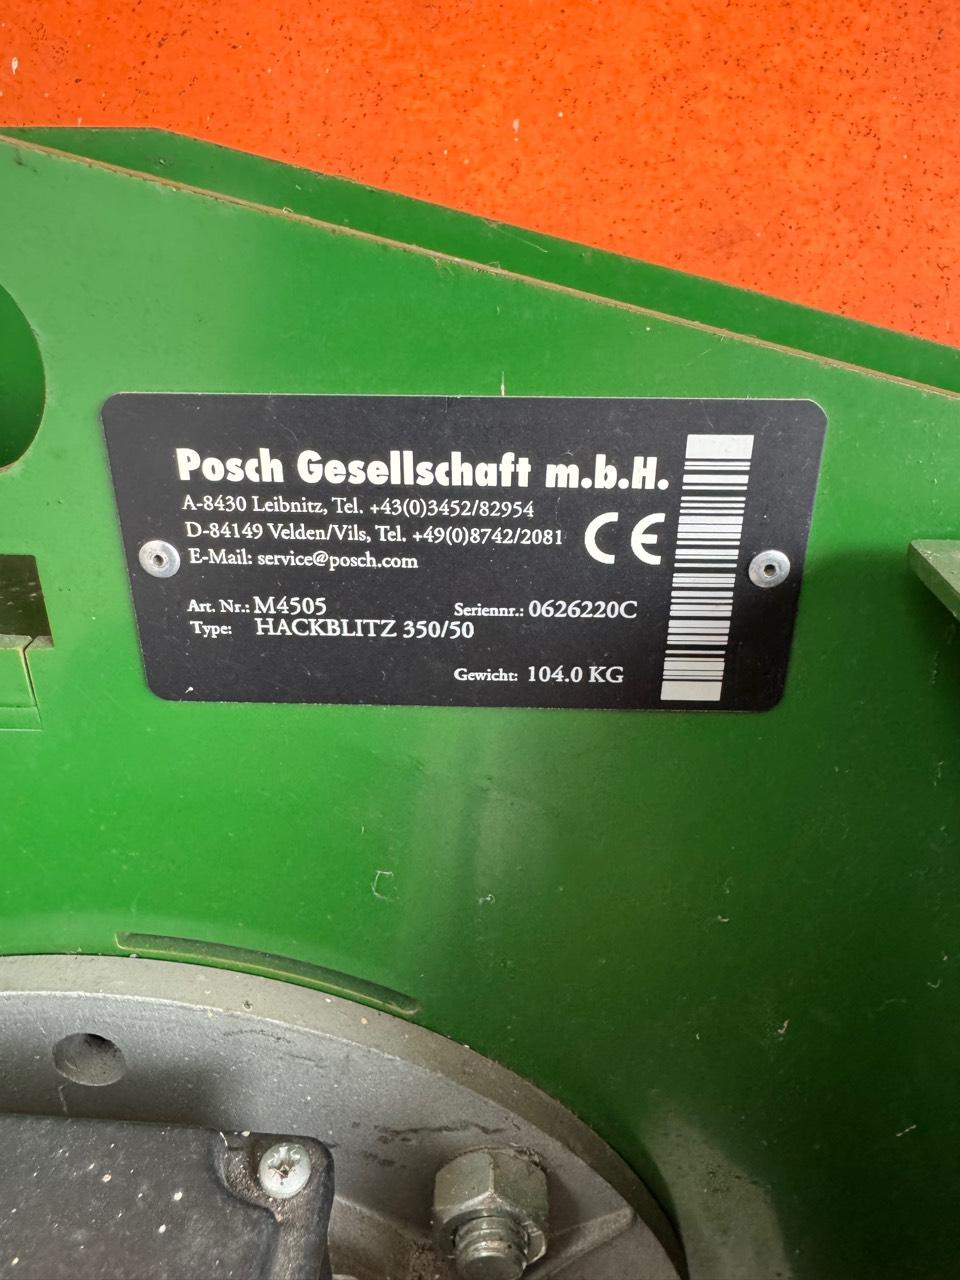 Posch Gesellschaft m.b.H.
A-8430 Leibnitz, Tel. +43(0)3452/82954
D-84149 Velden/Vils, Tel. +49(0)8742/2081
E-Mail: service@posch.com
CE
Art. Nr.: M4505 Seriennr.: 0626220C
Type: HACKBLITZ 350/50
Gewicht: 104.0 KG